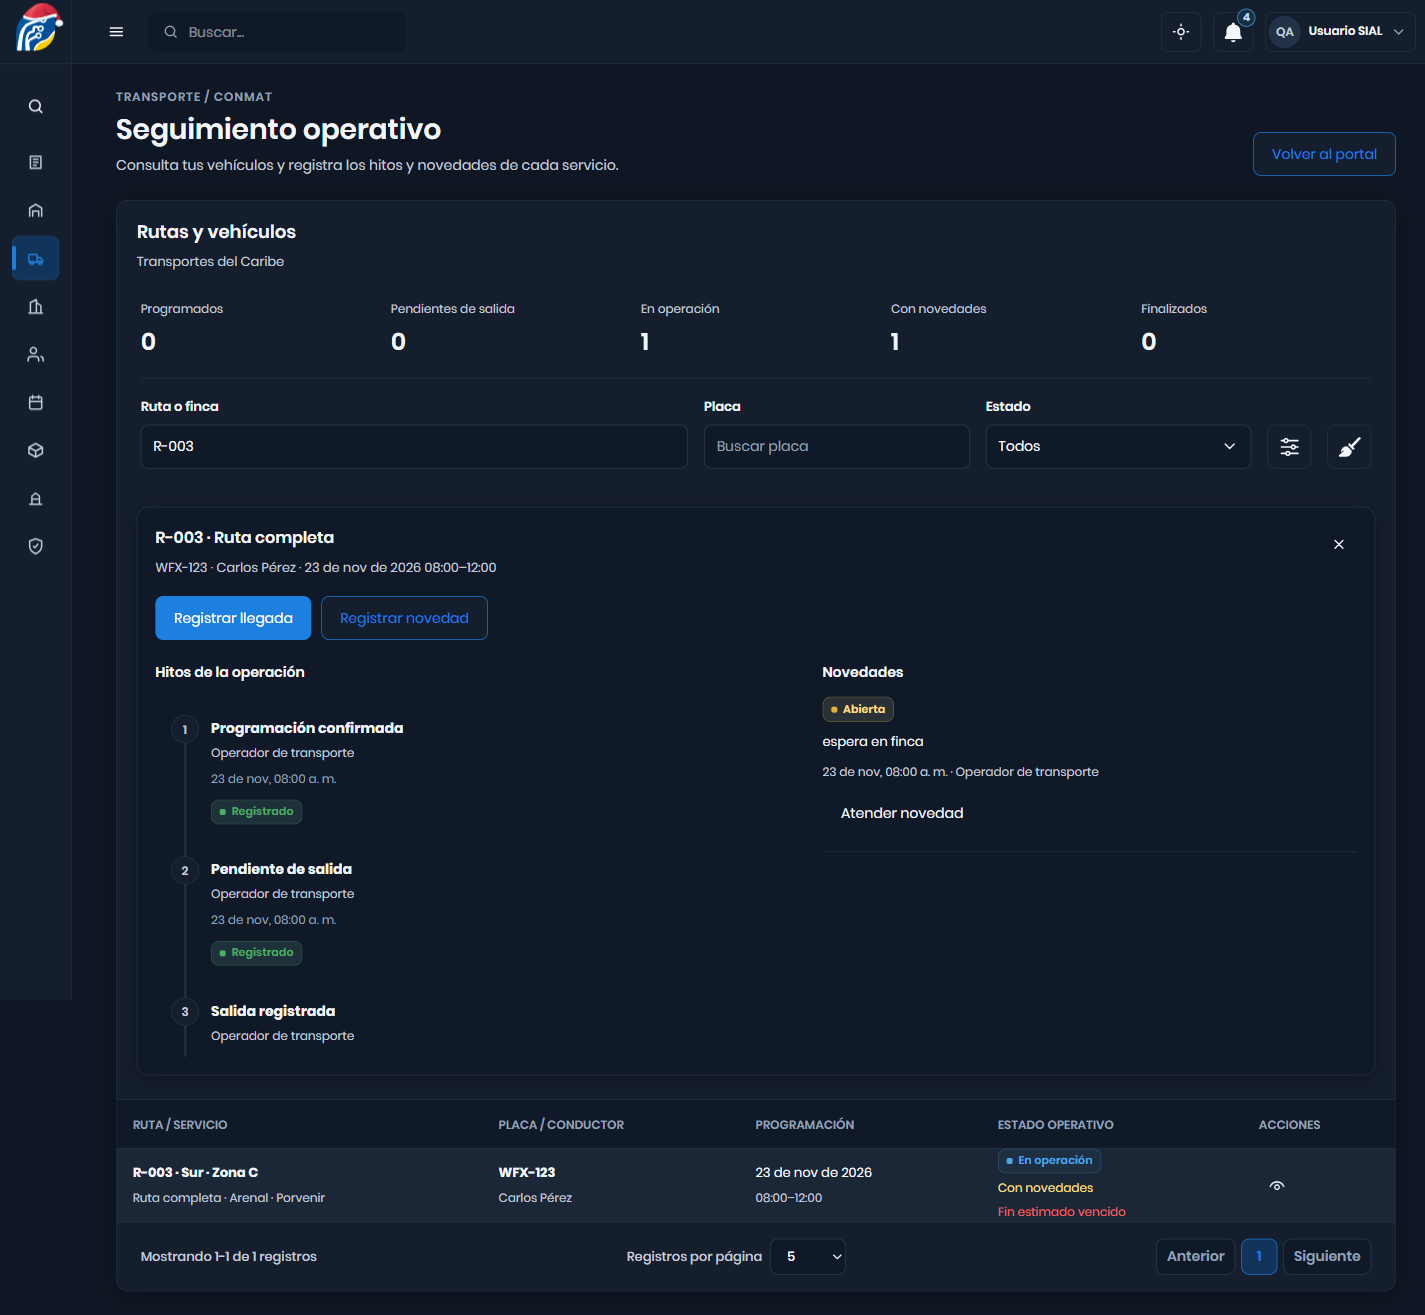 Buscar...
4
QA
Usuario SIAL
TRANSPORTE / CONMAT
Seguimiento operativo
Consulta tus vehículos y registra los hitos y novedades de cada servicio.
Volver al portal
Rutas y vehículos
Transportes del Caribe
Programados
Pendientes de salida
En operación
Con novedades
Finalizados
0
0
1
1
0
Ruta o finca
Placa
Estado
R-003
Buscar placa
Todos
R-003 · Ruta completa
WFX-123 · Carlos Pérez · 23 de nov de 2026 08:00–12:00
Registrar llegada
Registrar novedad
Hitos de la operación
1
Programación confirmada
Operador de transporte
23 de nov, 08:00 a. m.
Registrado
2
Pendiente de salida
Operador de transporte
23 de nov, 08:00 a. m.
Registrado
3
Salida registrada
Operador de transporte
Novedades
Abierta
espera en finca
23 de nov, 08:00 a. m. · Operador de transporte
Atender novedad
RUTA / SERVICIO
PLACA / CONDUCTOR
PROGRAMACIÓN
ESTADO OPERATIVO
ACCIONES
R-003 · Sur · Zona C
Ruta completa · Arenal · Porvenir
WFX-123
Carlos Pérez
23 de nov de 2026
08:00–12:00
En operación
Con novedades
Fin estimado vencido
Mostrando 1-1 de 1 registros
Registros por página
5
Anterior
1
Siguiente